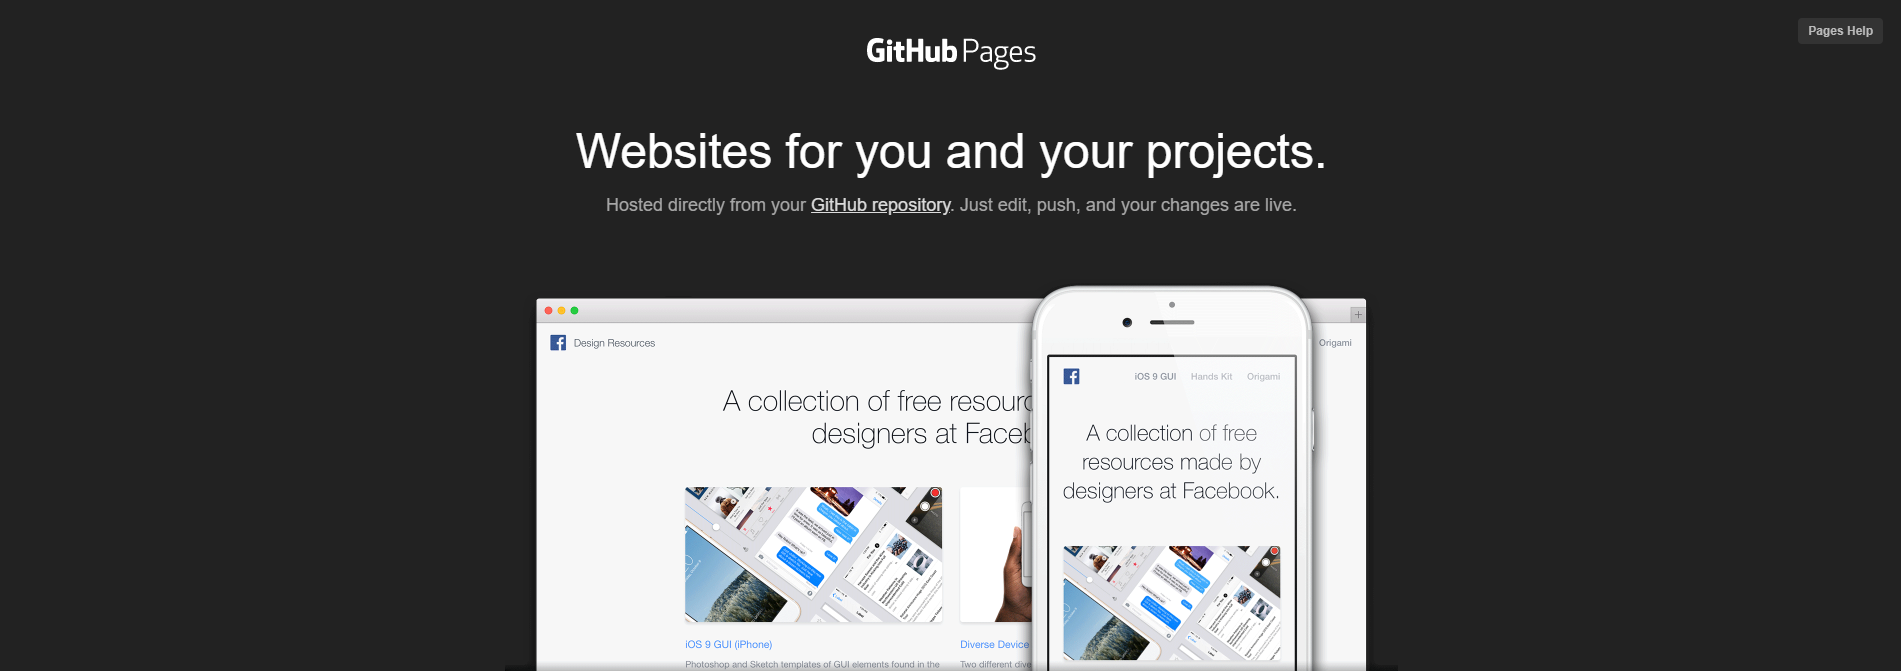 Pages Help
GitHub Pages
Websites for you and your projects.
Hosted directly from your GitHub repository. Just edit, push, and your changes are live.
Design Resources
Origami
A collection of free resourc
designers at Faceb
iOS 9 GUI (iPhone)
Photoshop and Sketch templates of GUI elements found in the
Diverse Device
Two different dive
iOS 9 GUI Hands Kit Origami
A collection of free
resources made by
designers at Facebook.